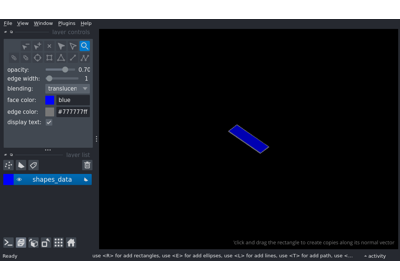 File View Window Plugins Help
layer controls
opacity: 0.70
edge width: 1
blending: translucen
face color: blue
edge color: #777777ff
display text:
layer list
shapes_data
Click and drag the rectangle to create copies along its normal vector
Ready use <R> for add rectangles, use <E> for add ellipses, use <L> for add lines, use <T> for add path, use <... activity